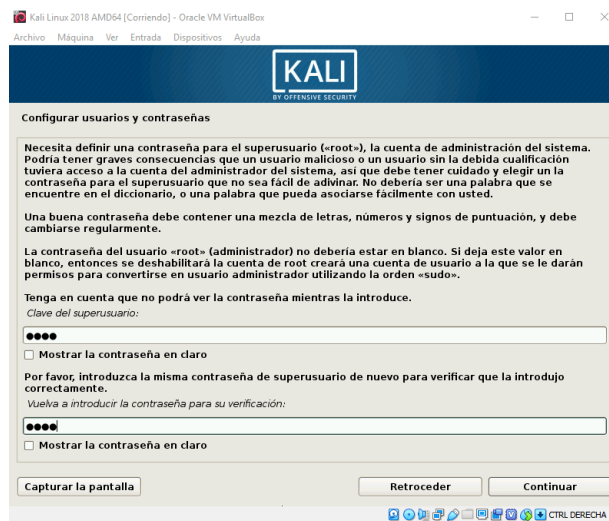 Kali Linux 2018 AMD64 [Corriendo] - Oracle VM VirtualBox
Archivo Máquina Ver Entrada Dispositivos Ayuda
KALI
BY OFFENSIVE SECURITY
Configurar usuarios y contraseñas
Necesita definir una contraseña para el superusuario («root»), la cuenta de administración del sistema.
Podría tener graves consecuencias que un usuario malicioso o un usuario sin la debida cualificación
tuviera acceso a la cuenta del administrador del sistema, así que debe tener cuidado y elegir un la
contraseña para el superusuario que no sea fácil de adivinar. No debería ser una palabra que se
encuentre en el diccionario, o una palabra que pueda asociarse fácilmente con usted.
Una buena contraseña debe contener una mezcla de letras, números y signos de puntuación, y debe
cambiarse regularmente.
La contraseña del usuario «root» (administrador) no debería estar en blanco. Si deja este valor en
blanco, entonces se deshabilitará la cuenta de root creará una cuenta de usuario a la que se le darán
permisos para convertirse en usuario administrador utilizando la orden «sudo».
Tenga en cuenta que no podrá ver la contraseña mientras la introduce.
Clave del superusuario:
●●●●
Mostrar la contraseña en claro
Por favor, introduzca la misma contraseña de superusuario de nuevo para verificar que la introdujo
correctamente.
Vuelva a introducir la contraseña para su verificación:
●●●●
Mostrar la contraseña en claro
Capturar la pantalla Retroceder Continuar
CTRL DERECHA